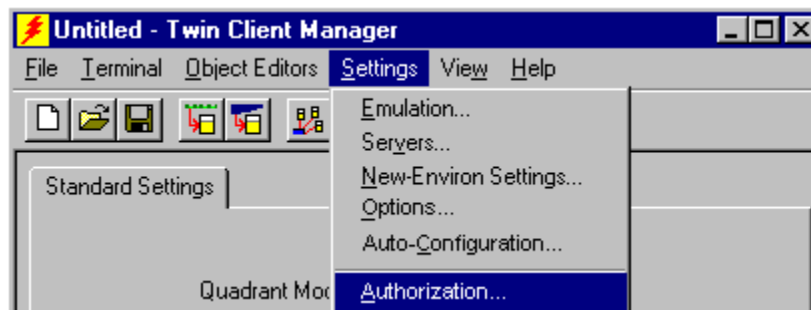 Untitled - Twin Client Manager
File Terminal Object Editors Settings View Help
Emulation...
Servers...
New-Environ Settings...
Standard Settings
Options...
Auto-Configuration...
Quadrant Mod
Authorization...